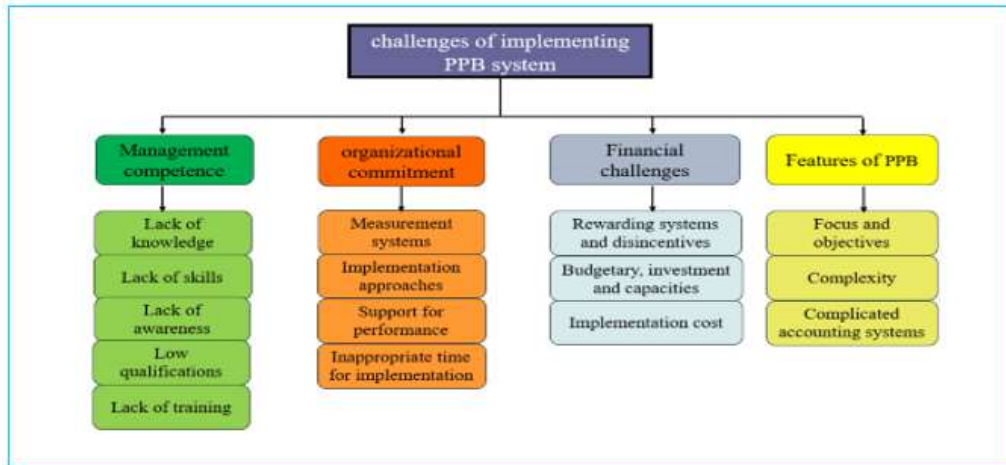 challenges of implementing
PPB system
Management
competence
organizational
commitment
Financial
challenges
Features of PPB
Lack of
knowledge
Lack of skills
Lack of
awareness
Low
qualifications
Lack of training
Measurement
systems
Implementation
approaches
Support for
performance
Inappropriate time
for implementation
Rewarding systems
and disincentives
Budgetary, investment
and capacities
Implementation cost
Focus and
objectives
Complexity
Complicated
accounting systems